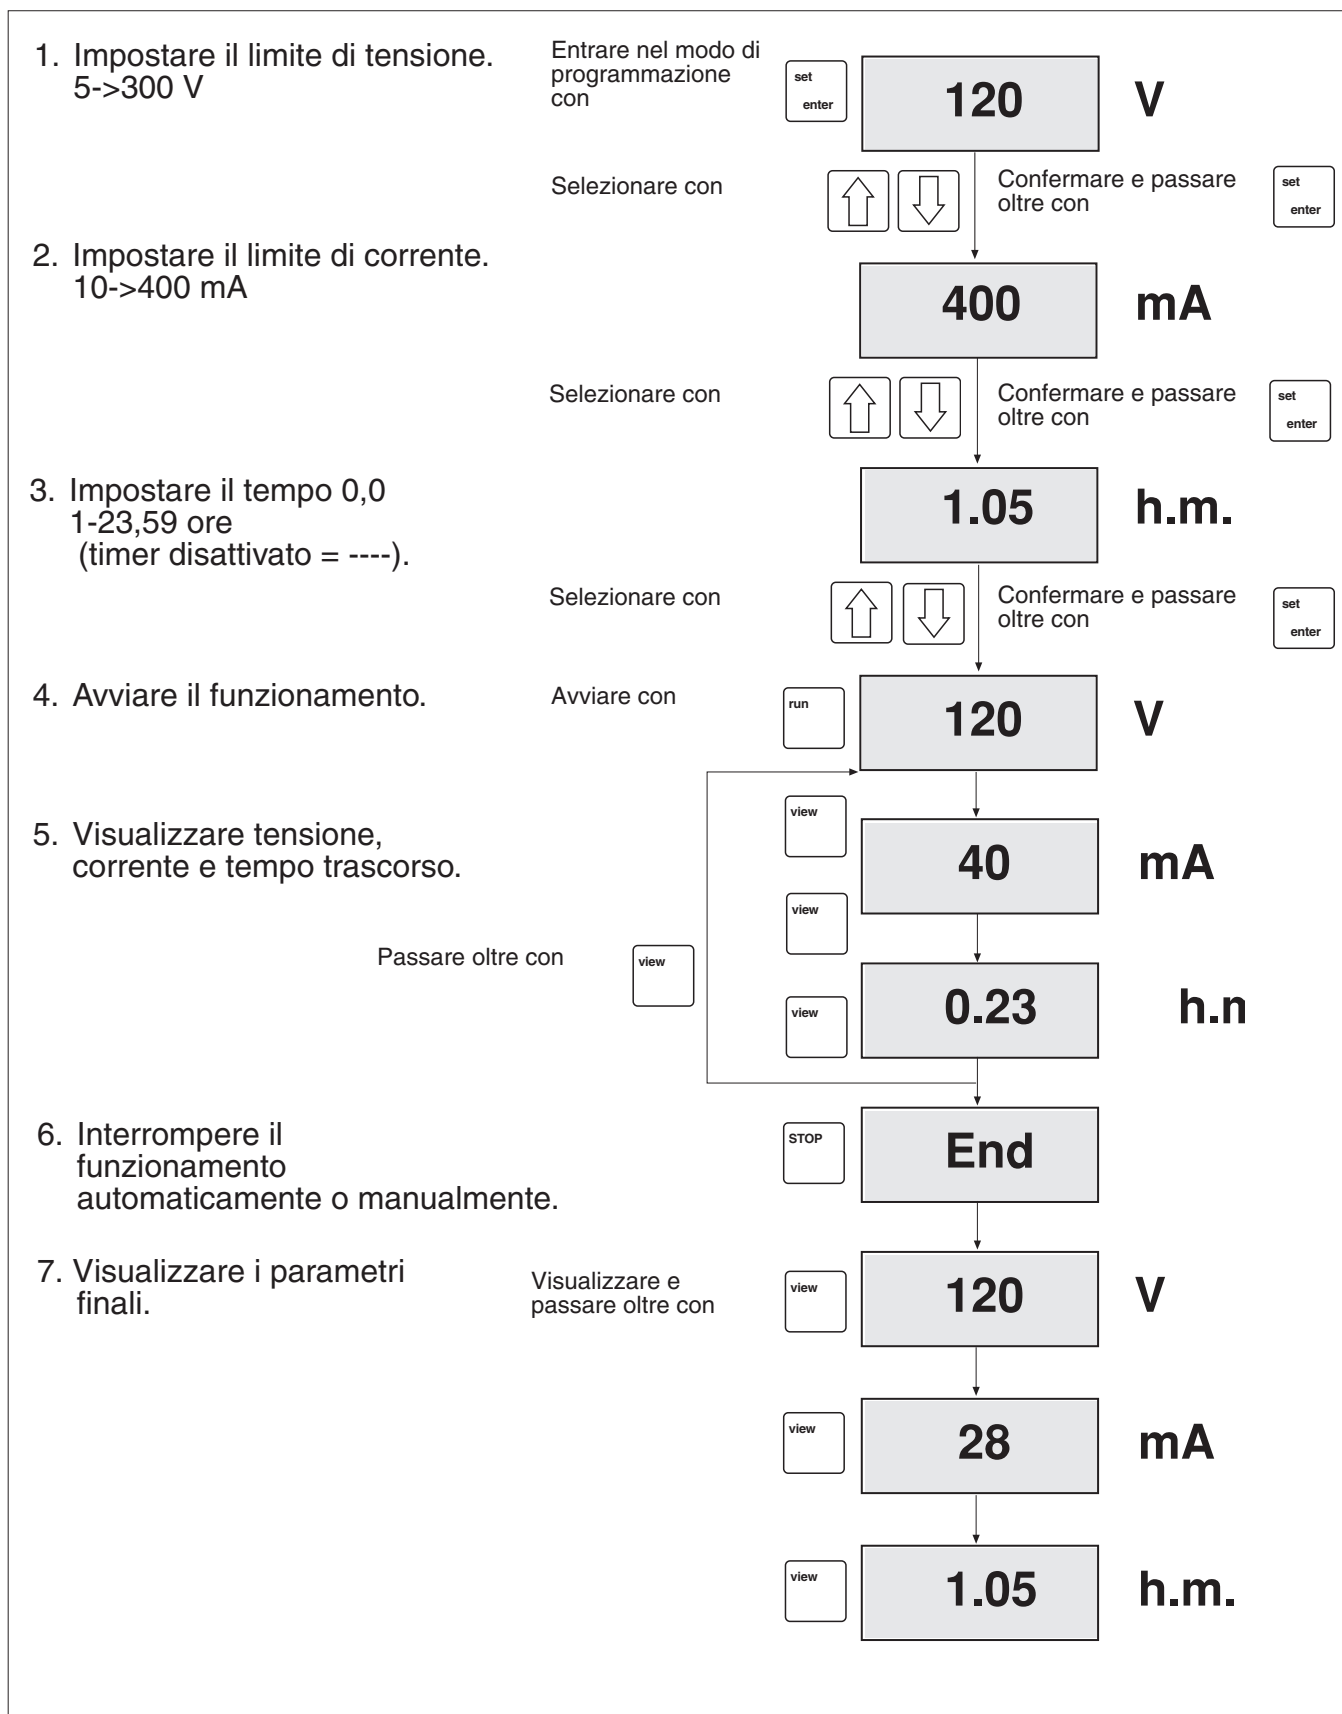 1. Impostare il limite di tensione.
5->300 V
Entrare nel modo di
programmazione
con
set
enter
120
V
Selezionare con
Confermare e passare
oltre con
set
enter
2. Impostare il limite di corrente.
10->400 mA
400
mA
Selezionare con
Confermare e passare
oltre con
set
enter
3. Impostare il tempo 0,0
1-23,59 ore
(timer disattivato = ----).
1.05
h.m.
Selezionare con
Confermare e passare
oltre con
set
enter
4. Avviare il funzionamento.
Avviare con
run
120
V
5. Visualizzare tensione,
corrente e tempo trascorso.
view
40
mA
view
Passare oltre con
view
view
0.23
h.n
6. Interrompere il
funzionamento
automaticamente o manualmente.
STOP
End
7. Visualizzare i parametri
finali.
Visualizzare e
passare oltre con
view
120
V
view
28
mA
view
1.05
h.m.